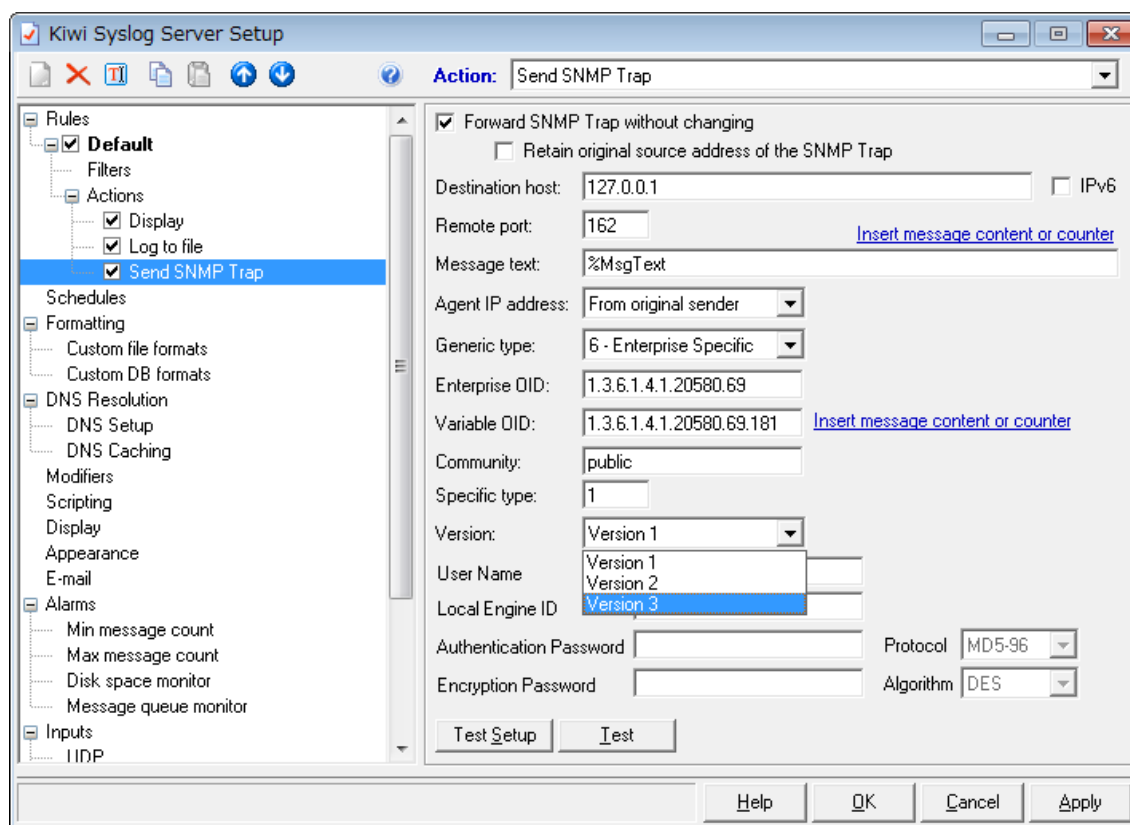 Kiwi Syslog Server Setup
Action: Send SNMP Trap
Rules
Default
Filters
Actions
Display
Log to file
Send SNMP Trap
Schedules
Formatting
Custom file formats
Custom DB formats
DNS Resolution
DNS Setup
DNS Caching
Modifiers
Scripting
Display
Appearance
E-mail
Alarms
Min message count
Max message count
Disk space monitor
Message queue monitor
Inputs
UDP
Forward SNMP Trap without changing
Retain original source address of the SNMP Trap
Destination host: 127.0.0.1 IPv6
Remote port: 162
Insert message content or counter
Message text: %MsgText
Agent IP address: From original sender
Generic type: 6 - Enterprise Specific
Enterprise OID: 1.3.6.1.4.1.20580.69
Variable OID: 1.3.6.1.4.1.20580.69.181 Insert message content or counter
Community: public
Specific type: 1
Version: Version 1
Version 1
Version 2
Version 3
User Name
Local Engine ID
Authentication Password Protocol MD5-96
Encryption Password Algorithm DES
Test Setup Test
Help OK Cancel Apply